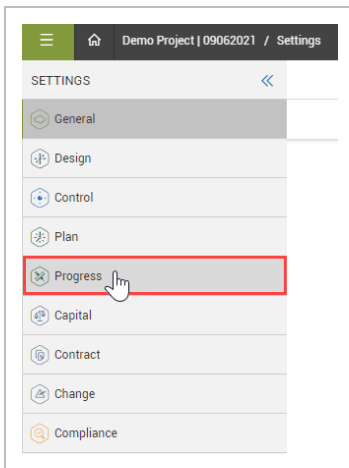 Demo Project | 09062021 / Settings
SETTINGS
General
Design
Control
Plan
Progress
Capital
Contract
Change
Compliance